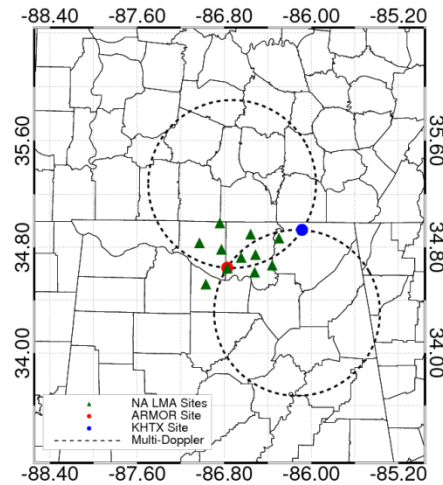 -88.40 -87.60 -86.80 -86.00 -85.20
35.60 35.60
34.80 34.80
34.00 34.00
NA LMA Sites
ARMOR Site
KHTX Site
Multi-Doppler
-88.40 -87.60 -86.80 -86.00 -85.20